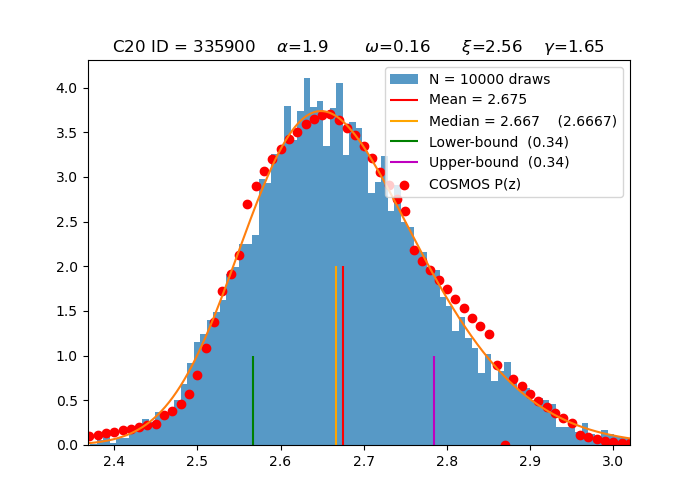 C20 ID = 335900 α=1.9 ω=0.16 ξ=2.56 γ=1.65
N = 10000 draws
Mean = 2.675
Median = 2.667 (2.6667)
Lower-bound (0.34)
Upper-bound (0.34)
COSMOS P(z)
4.0
3.5
3.0
2.5
2.0
1.5
1.0
0.5
0.0
2.4 2.5 2.6 2.7 2.8 2.9 3.0